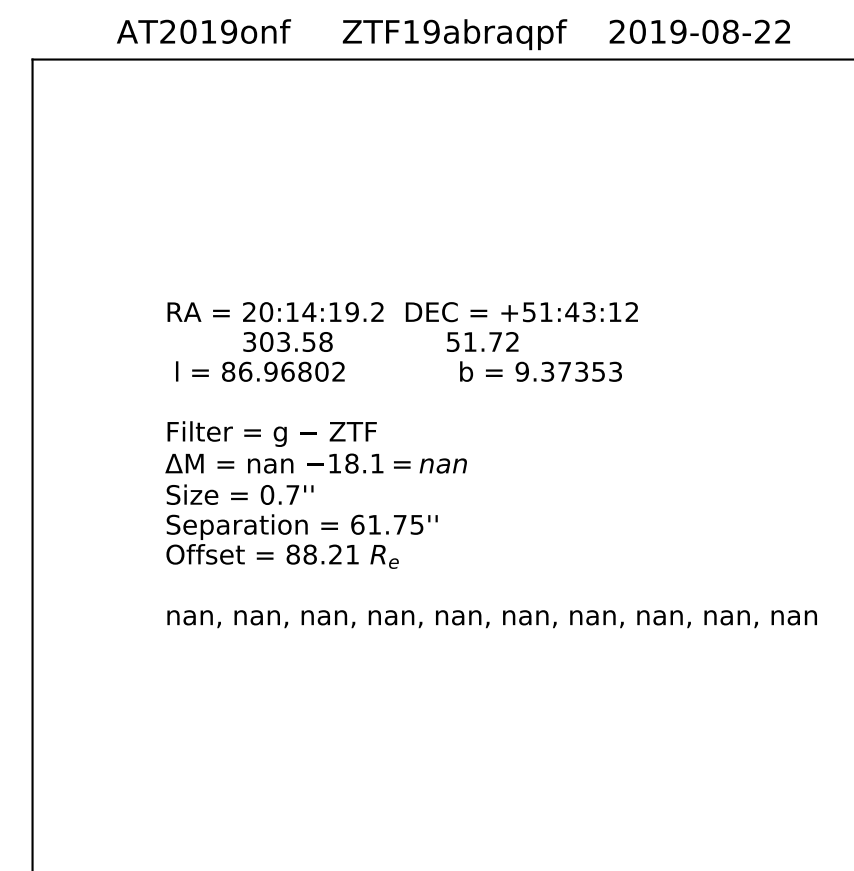 AT2019onf ZTF19abraqpf 2019-08-22
RA = 20:14:19.2 DEC = +51:43:12
303.58 51.72
l = 86.96802 b = 9.37353
Filter = g − ZTF
ΔM = nan −18.1 = nan
Size = 0.7''
Separation = 61.75''
Offset = 88.21 Re
nan, nan, nan, nan, nan, nan, nan, nan, nan, nan